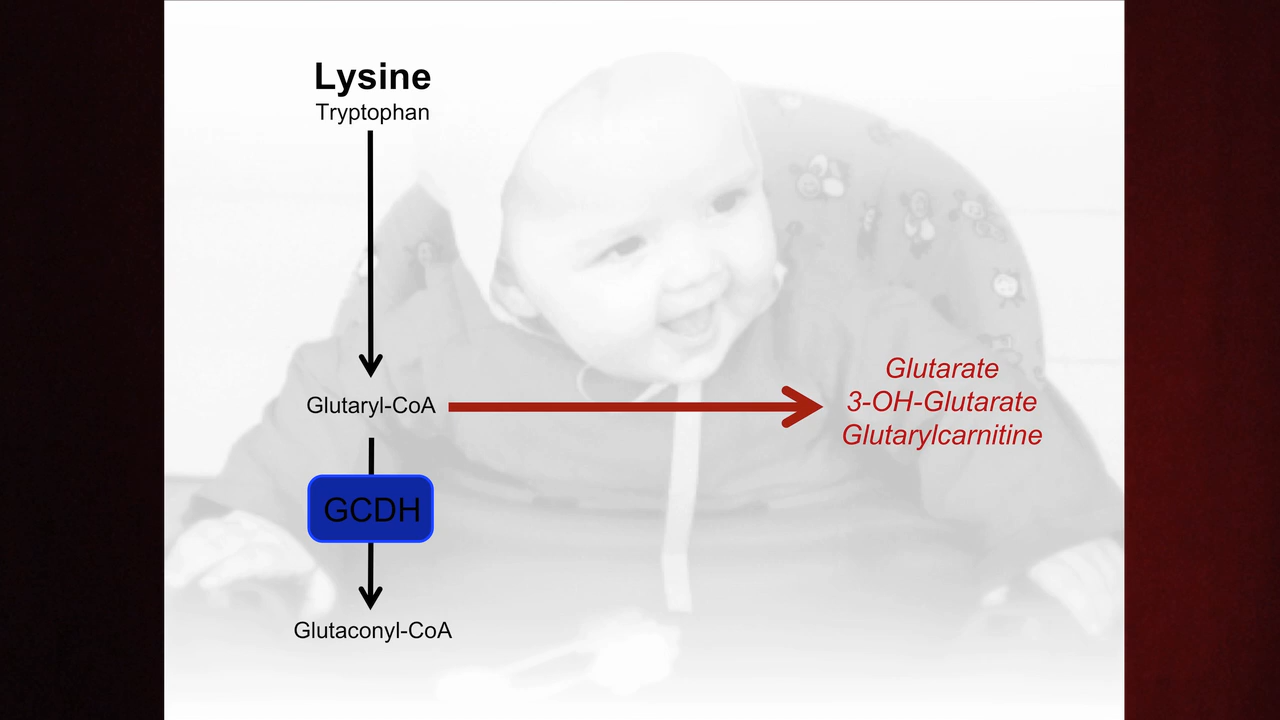 Lysine
Tryptophan
Glutaryl-CoA
Glutarate
3-OH-Glutarate
Glutarylcarnitine
GCDH
Glutaconyl-CoA